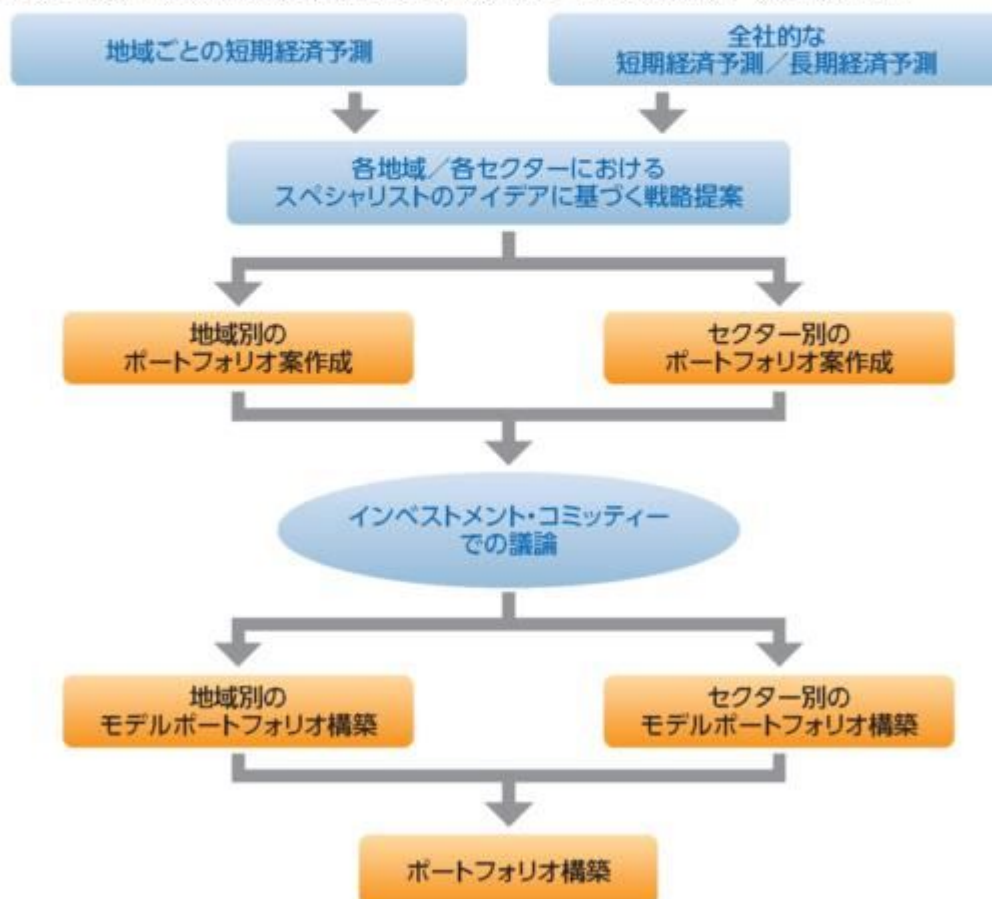 地域ごとの短期経済予測
全社的な
短期経済予測／長期経済予測
各地域／各セクターにおける
スペシャリストのアイデアに基づく戦略提案
地域別の
ポートフォリオ案作成
セクター別の
ポートフォリオ案作成
インベストメント・コミッティー
での議論
地域別の
モデルポートフォリオ構築
セクター別の
モデルポートフォリオ構築
ポートフォリオ構築